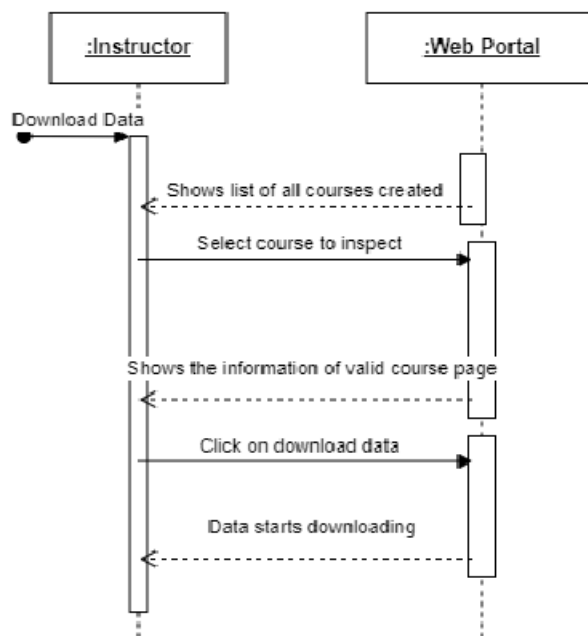 :Instructor
:Web Portal
Download Data
Shows list of all courses created
Select course to inspect
Shows the information of valid course page
Click on download data
Data starts downloading